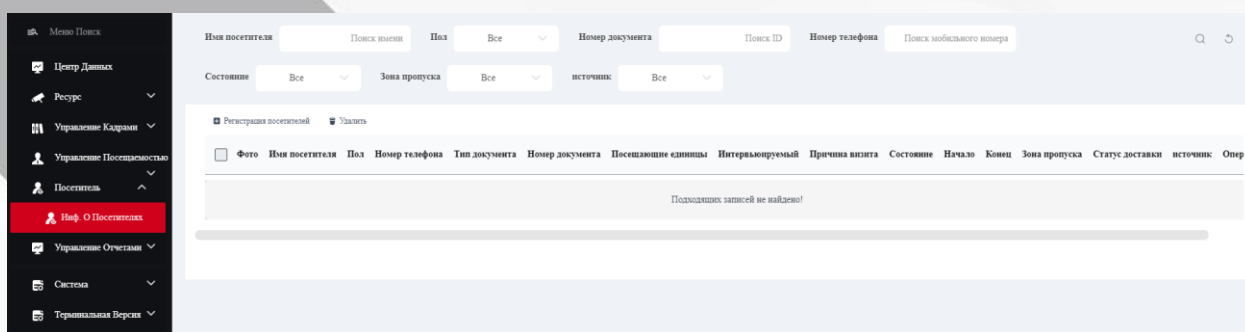 Меню Поиск
Центр Данных
Ресурс
Управление Кадрами
Управление Посещаемостью
Посетитель
Инф. О Посетителях
Управление Отчетами
Система
Терминальная Версия
Имя посетителя Поиск имени Пол Все Номер документа Поиск ID Номер телефона Поиск мобильного номера
Состояние Все Зона пропуска Все источник Все
Регистрация посетителей Удалить
Фото Имя посетителя Пол Номер телефона Тип документа Номер документа Посещающие единицы Интервьюируемый Причина визита Состояние Начало Конец Зона пропуска Статус доставки источник Опер
Подходящих записей не найдено!